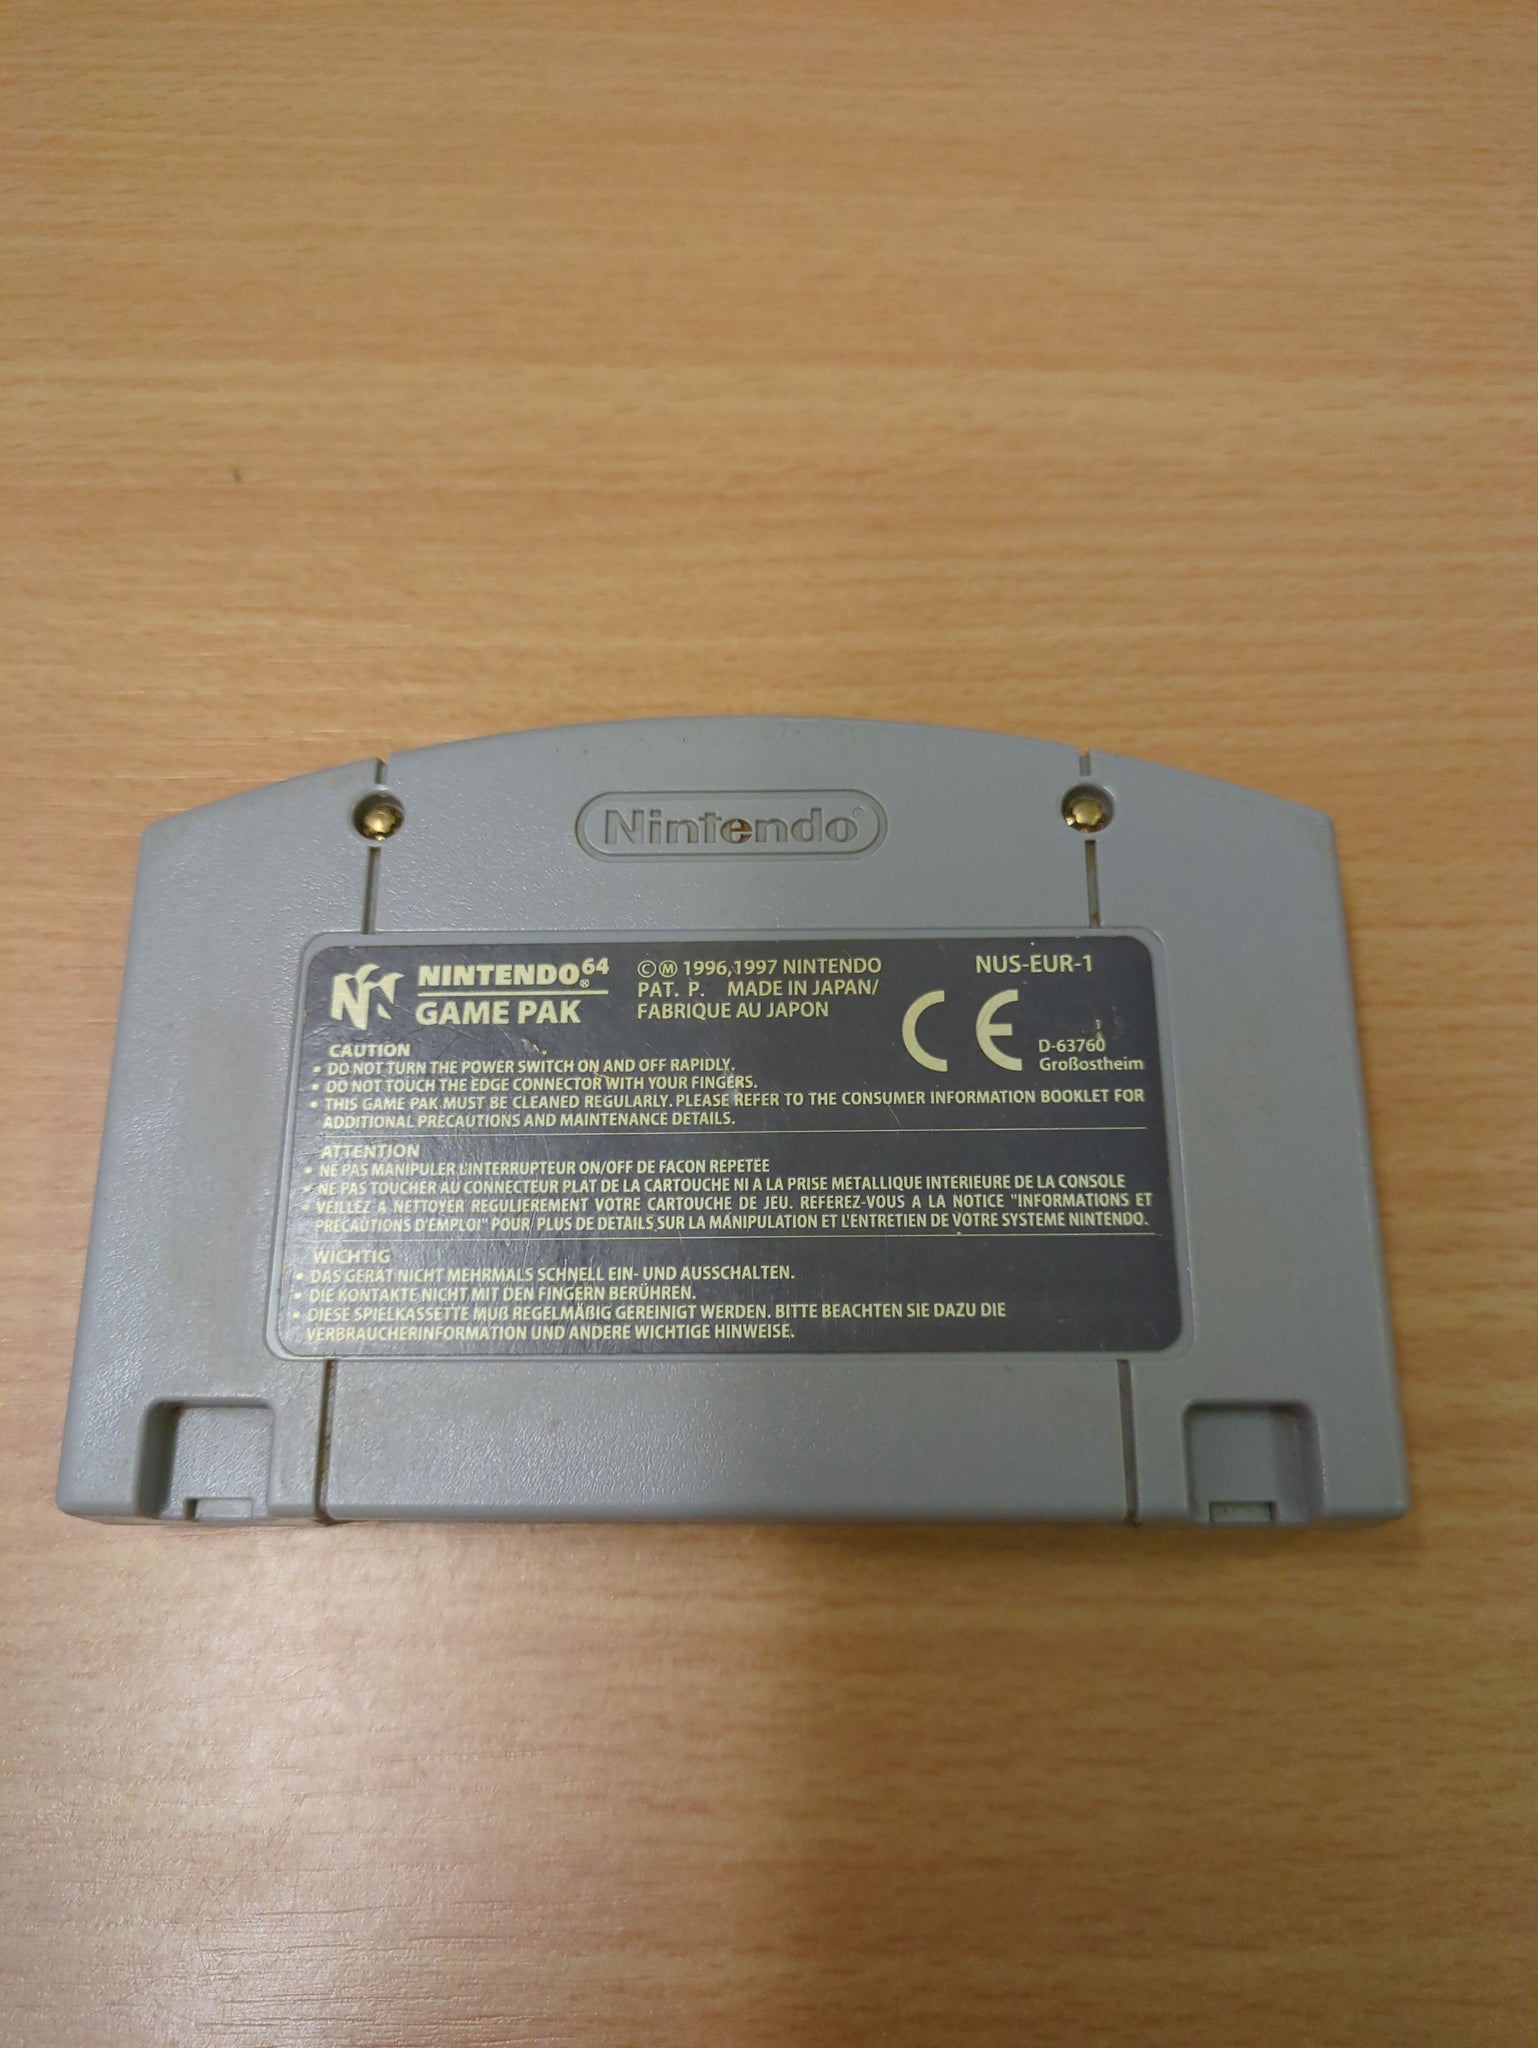 Nintendo®
NINTENDO®64
GAME PAK
©Ⓜ 1996,1997 NINTENDO
PAT. P. MADE IN JAPAN/
FABRIQUE AU JAPON
NUS-EUR-1
CE
D-63760
Großostheim
CAUTION
• DO NOT TURN THE POWER SWITCH ON AND OFF RAPIDLY.
• DO NOT TOUCH THE EDGE CONNECTOR WITH YOUR FINGERS.
• THIS GAME PAK MUST BE CLEANED REGULARLY. PLEASE REFER TO THE CONSUMER INFORMATION BOOKLET FOR
ADDITIONAL PRECAUTIONS AND MAINTENANCE DETAILS.
ATTENTION
• NE PAS MANIPULER L'INTERRUPTEUR ON/OFF DE FACON REPETEE
• NE PAS TOUCHER AU CONNECTEUR PLAT DE LA CARTOUCHE NI A LA PRISE METALLIQUE INTERIEURE DE LA CONSOLE
• VEILLEZ A NETTOYER REGULIEREMENT VOTRE CARTOUCHE DE JEU. REFEREZ-VOUS A LA NOTICE "INFORMATIONS ET
PRECAUTIONS D'EMPLOI" POUR PLUS DE DETAILS SUR LA MANIPULATION ET L'ENTRETIEN DE VOTRE SYSTEME NINTENDO.
WICHTIG
• DAS GERÄT NICHT MEHRMALS SCHNELL EIN- UND AUSSCHALTEN.
• DIE KONTAKTE NICHT MIT DEN FINGERN BERÜHREN.
• DIESE SPIELKASSETTE MUß REGELMÄßIG GEREINIGT WERDEN. BITTE BEACHTEN SIE DAZU DIE
VERBRAUCHERINFORMATION UND ANDERE WICHTIGE HINWEISE.